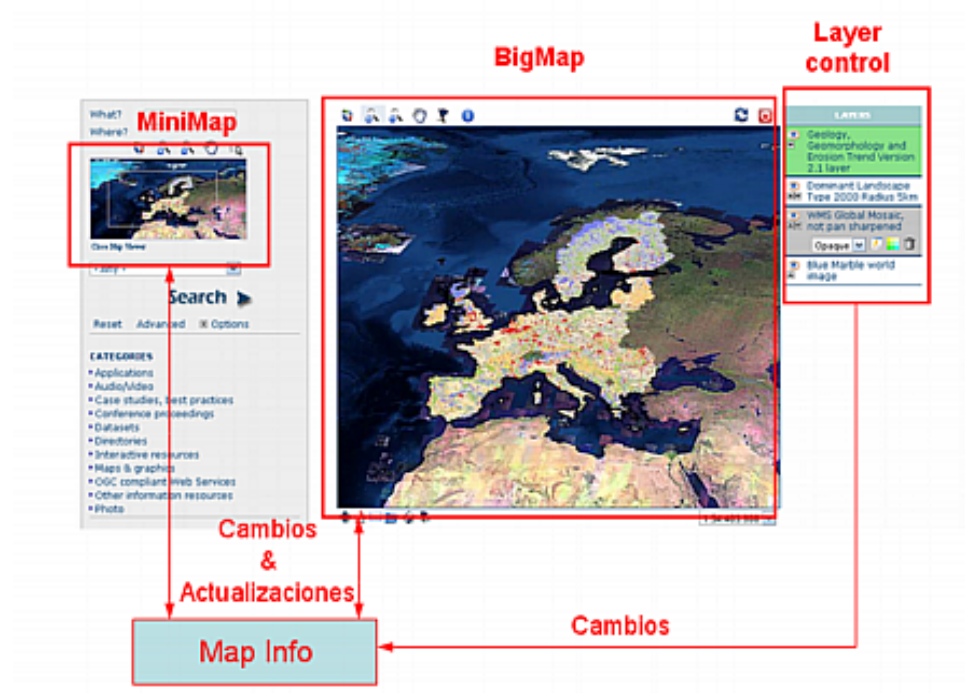 Layer
control
BigMap
What?
Where?
MiniMap
LAYERS
Geology,
Geomorphology and
Erosion Trend Version
2.1 layer
Dominant Landscape
Type 2000 Radius 5km
WMS Global Mosaic,
not pan sharpened
Opaque
Blue Marble world
image
Search
Reset Advanced Options
CATEGORIES
Applications
Audio/Video
Case studies, best practices
Conference proceedings
Datasets
Directories
Interactive resources
Maps & graphics
OGC compliant Web Services
Other information resources
Photo
Cambios
&
Actualizaciones
Cambios
Map Info